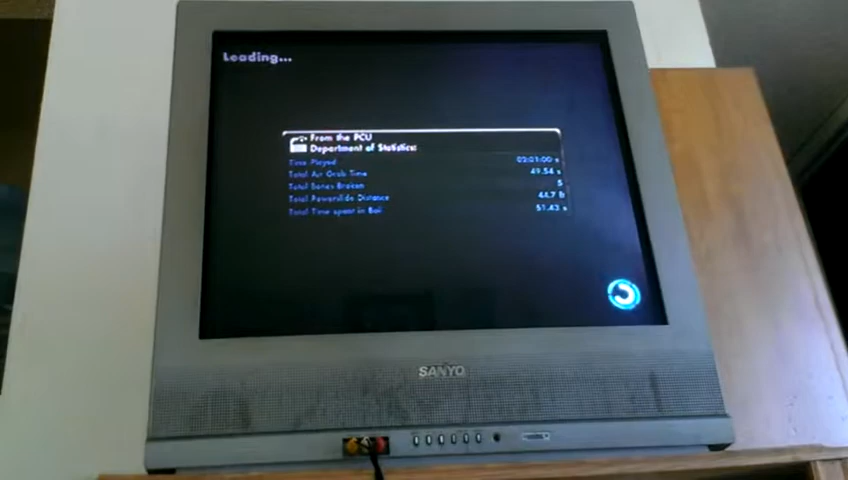 Loading...
From the PCU
Department of Statistics:
Time Played 02:01:00 s
Total Air Grab Time 49.54 s
Total Bones Broken 5
Total Powerslide Distance 44.7 ft
Total Time spent in Bail 51.43 s
SANYO